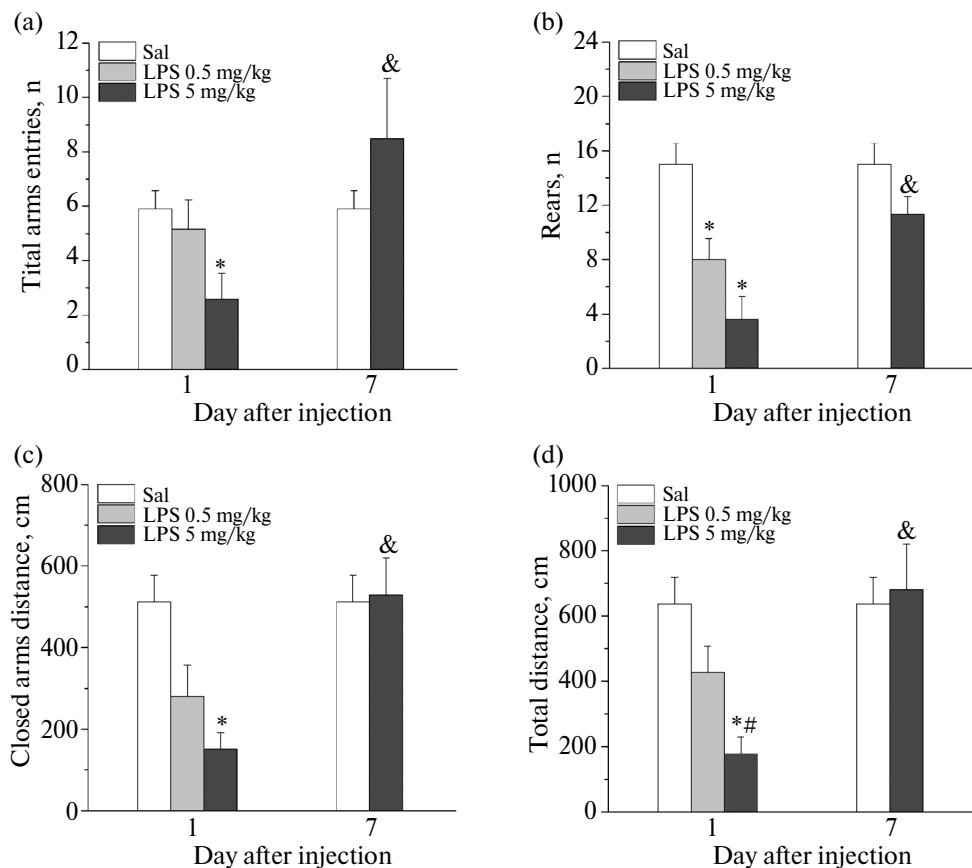 (a)
12
10
8
6
4
2
0
Tital arms entries, n
Sal
LPS 0.5 mg/kg
LPS 5 mg/kg
*
&
1 7
Day after injection
(b)
24
20
16
12
8
4
0
Rears, n
Sal
LPS 0.5 mg/kg
LPS 5 mg/kg
*
*
&
1 7
Day after injection
(c)
800
600
400
200
0
Closed arms distance, cm
Sal
LPS 0.5 mg/kg
LPS 5 mg/kg
*
&
1 7
Day after injection
(d)
1000
800
600
400
200
0
Total distance, cm
Sal
LPS 0.5 mg/kg
LPS 5 mg/kg
*#
&
1 7
Day after injection